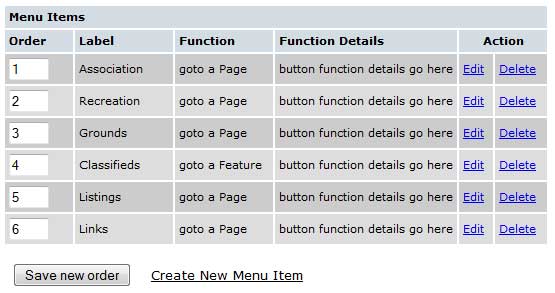 Menu Items
Order Label Function Function Details Action
1 Association goto a Page button function details go here Edit Delete
2 Recreation goto a Page button function details go here Edit Delete
3 Grounds goto a Page button function details go here Edit Delete
4 Classifieds goto a Feature button function details go here Edit Delete
5 Listings goto a Page button function details go here Edit Delete
6 Links goto a Page button function details go here Edit Delete
Save new order Create New Menu Item